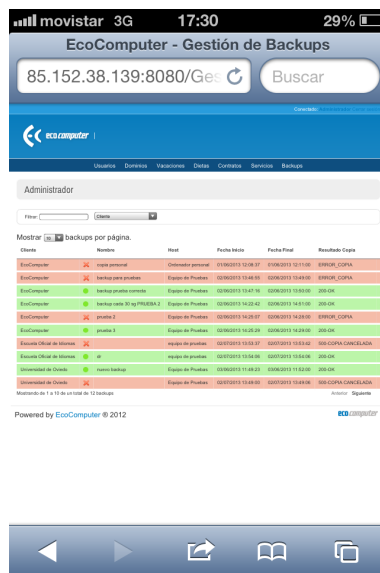 movistar 3G 17:30 29%
EcoComputer - Gestión de Backups
85.152.38.139:8080/Ges Buscar
Conectado:
eco computer |
Usuarios Dominios Vacaciones Dietas Contratos Servicios Backups
Administrador
Filtrar: Cliente
Mostrar 10 backups por página.
Cliente Nombre Host Fecha Inicio Fecha Final Resultado Copia
EcoComputer copia personal Ordenador personal 01/06/2013 12:08:37 01/06/2013 12:11:00 ERROR_COPIA
EcoComputer backup para pruebas Equipo de Pruebas 02/06/2013 13:46:55 02/06/2013 13:49:00 ERROR_COPIA
EcoComputer backup prueba correcta Equipo de Pruebas 02/06/2013 13:47:16 02/06/2013 13:50:00 200-OK
EcoComputer backup cada 30 sg PRUEBA 2 Equipo de Pruebas 02/06/2013 14:22:42 02/06/2013 14:51:00 200-OK
EcoComputer prueba 2 Equipo de Pruebas 02/06/2013 14:25:07 02/06/2013 14:28:00 ERROR_COPIA
EcoComputer prueba 3 Equipo de Pruebas 02/06/2013 14:25:29 02/06/2013 14:29:00 200-OK
Escuela Oficial de Idiomas equipo de pruebas 02/07/2013 13:53:37 02/07/2013 13:53:42 500-COPIA CANCELADA
Escuela Oficial de Idiomas dr equipo de pruebas 02/07/2013 13:54:06 02/07/2013 13:54:06 200-OK
Universidad de Oviedo nuevo backup Equipo de Pruebas 03/06/2013 11:49:23 03/06/2013 11:52:00 200-OK
Universidad de Oviedo Equipo de Pruebas 02/07/2013 13:49:00 02/07/2013 13:49:06 500-COPIA CANCELADA
Mostrando de 1 a 10 de un total de 12 backups Anterior Siguiente
Powered by EcoComputer ® 2012 eco.computer